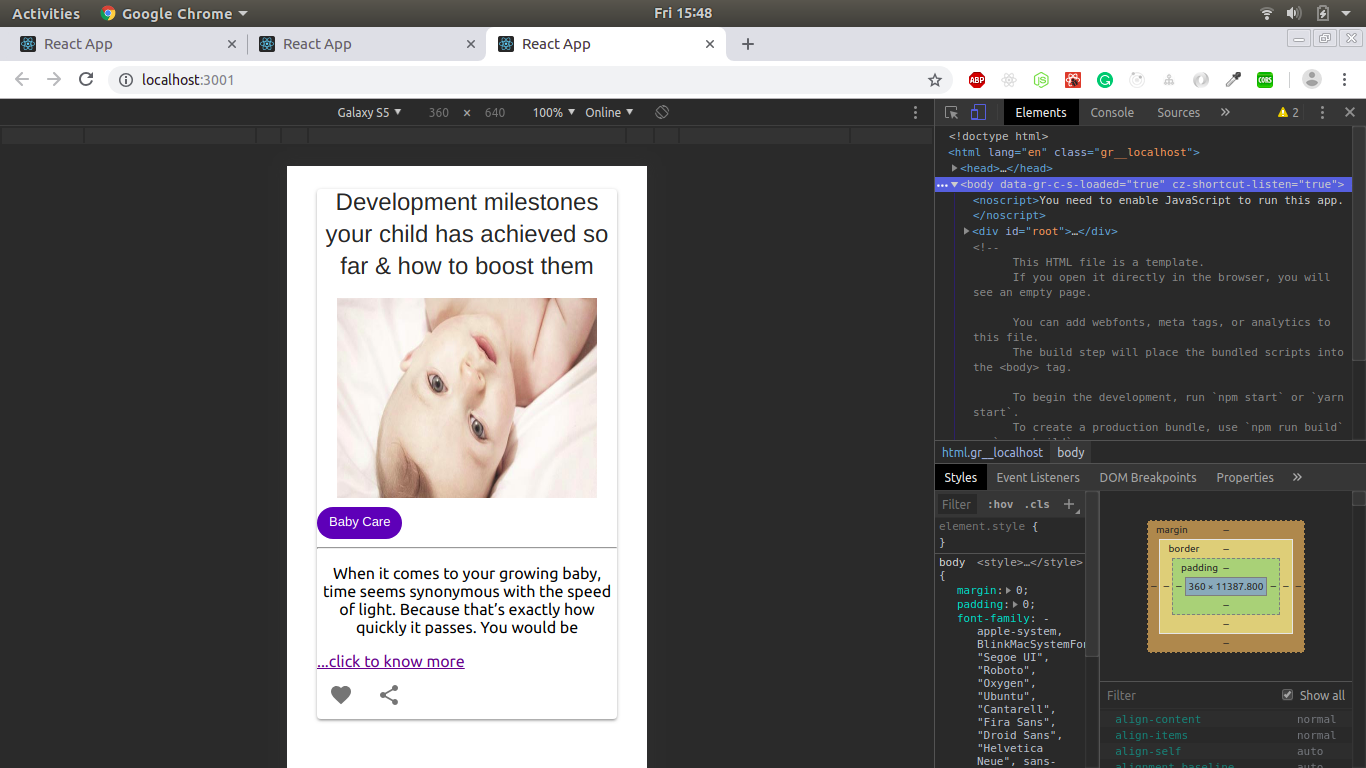 Activities
Google Chrome
Fri 15:48
React App
React App
React App
localhost:3001
ABP
CORS
Galaxy S5
360 × 640
100%
Online
Elements
Console
Sources
»
2
<!doctype html>
<html lang="en" class="gr__localhost">
<head>…</head>
<body data-gr-c-s-loaded="true" cz-shortcut-listen="true">
<noscript>You need to enable JavaScript to run this app.
</noscript>
<div id="root">…</div>
<!--
This HTML file is a template.
If you open it directly in the browser, you will
see an empty page.
You can add webfonts, meta tags, or analytics to
this file.
The build step will place the bundled scripts into
the <body> tag.
To begin the development, run `npm start` or `yarn
start`.
To create a production bundle, use `npm run build`
html.gr__localhost
body
Styles
Event Listeners
DOM Breakpoints
Properties
»
Filter
:hov
.cls
+
element.style {
}
body <style>…</style>
{
margin: 0;
padding: 0;
font-family: -
apple-system,
BlinkMacSystemFon
"Segoe UI",
"Roboto",
"Oxygen",
"Ubuntu",
"Cantarell",
"Fira Sans",
"Droid Sans",
"Helvetica
Neue", sans-
margin
–
border
–
padding
–
360 × 11387.800
–
–
–
Filter
Show all
align-content normal
align-items normal
align-self auto
alignment-baseline auto
Development milestones
your child has achieved so
far & how to boost them
Baby Care
When it comes to your growing baby,
time seems synonymous with the speed
of light. Because that's exactly how
quickly it passes. You would be
...click to know more